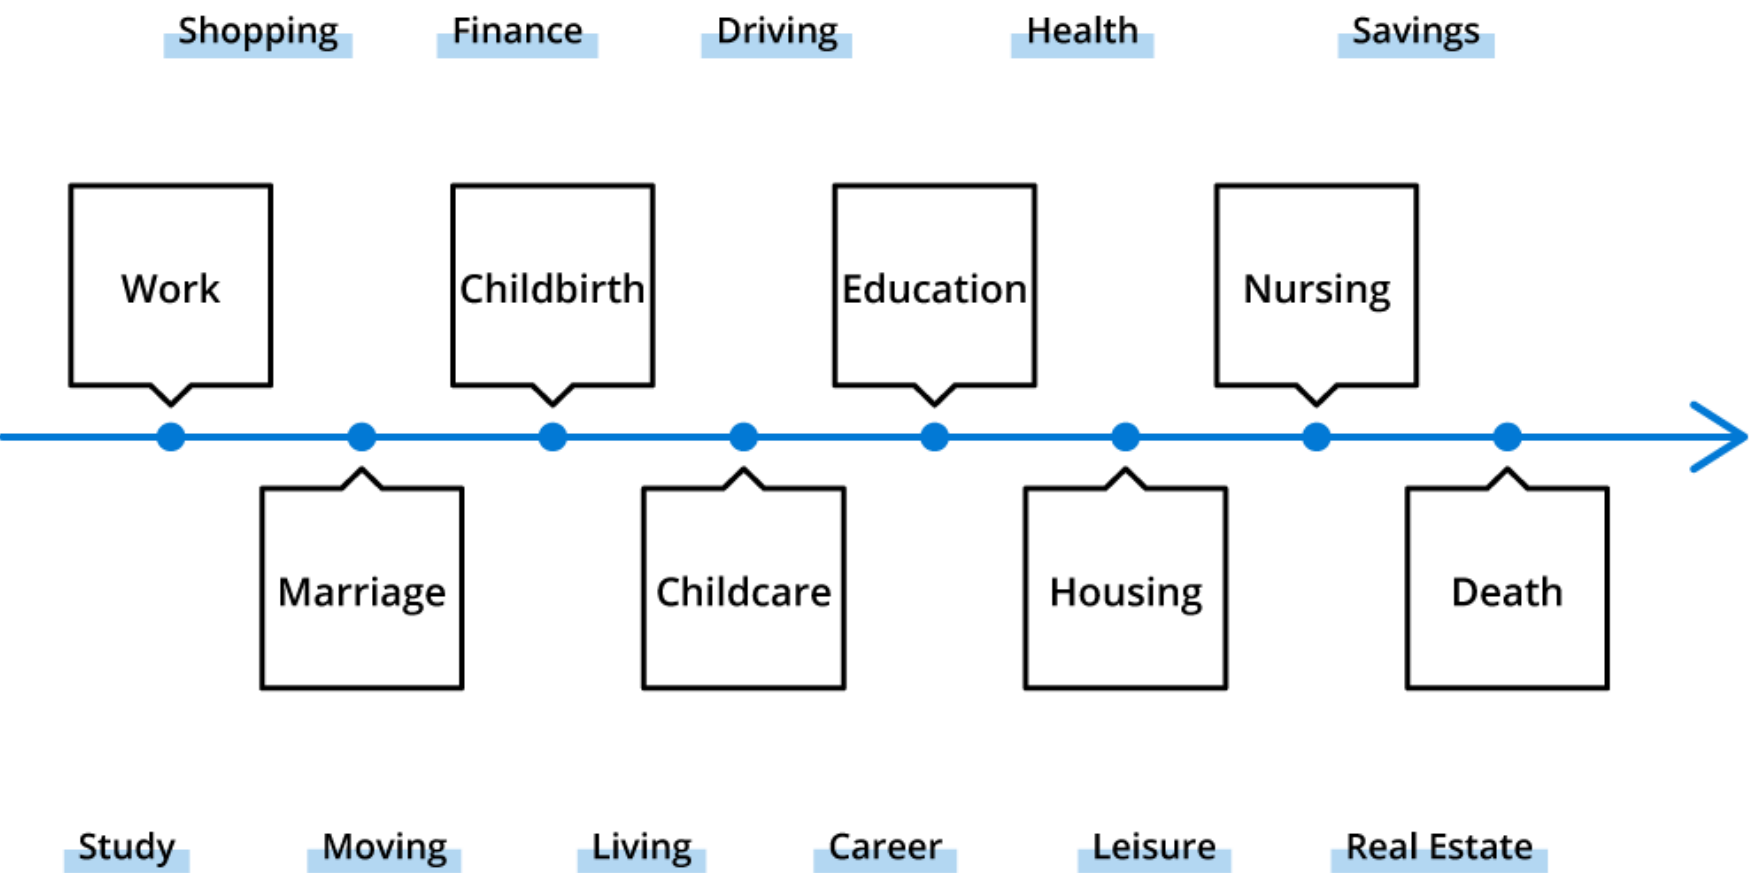 Shopping Finance Driving Health Savings
Work Childbirth Education Nursing
Marriage Childcare Housing Death
Study Moving Living Career Leisure Real Estate